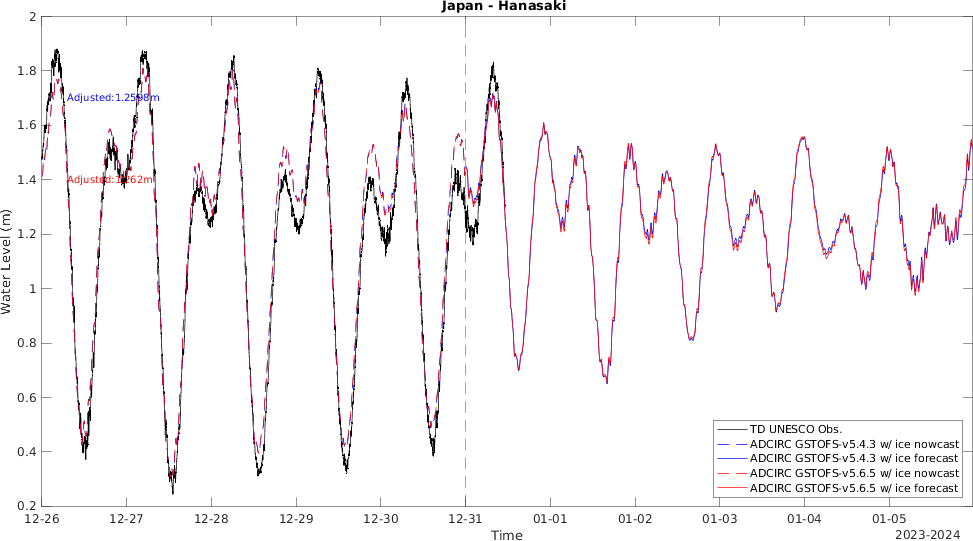 Japan - Hanasaki
Water Level (m)
2
1.8
1.6
1.4
1.2
1
0.8
0.6
0.4
0.2
Adjusted:1.2598m
Adjusted:1.262m
TD UNESCO Obs.
ADCIRC GSTOFS-v5.4.3 w/ ice nowcast
ADCIRC GSTOFS-v5.4.3 w/ ice forecast
ADCIRC GSTOFS-v5.6.5 w/ ice nowcast
ADCIRC GSTOFS-v5.6.5 w/ ice forecast
12-26 12-27 12-28 12-29 12-30 12-31 01-01 01-02 01-03 01-04 01-05
Time
2023-2024